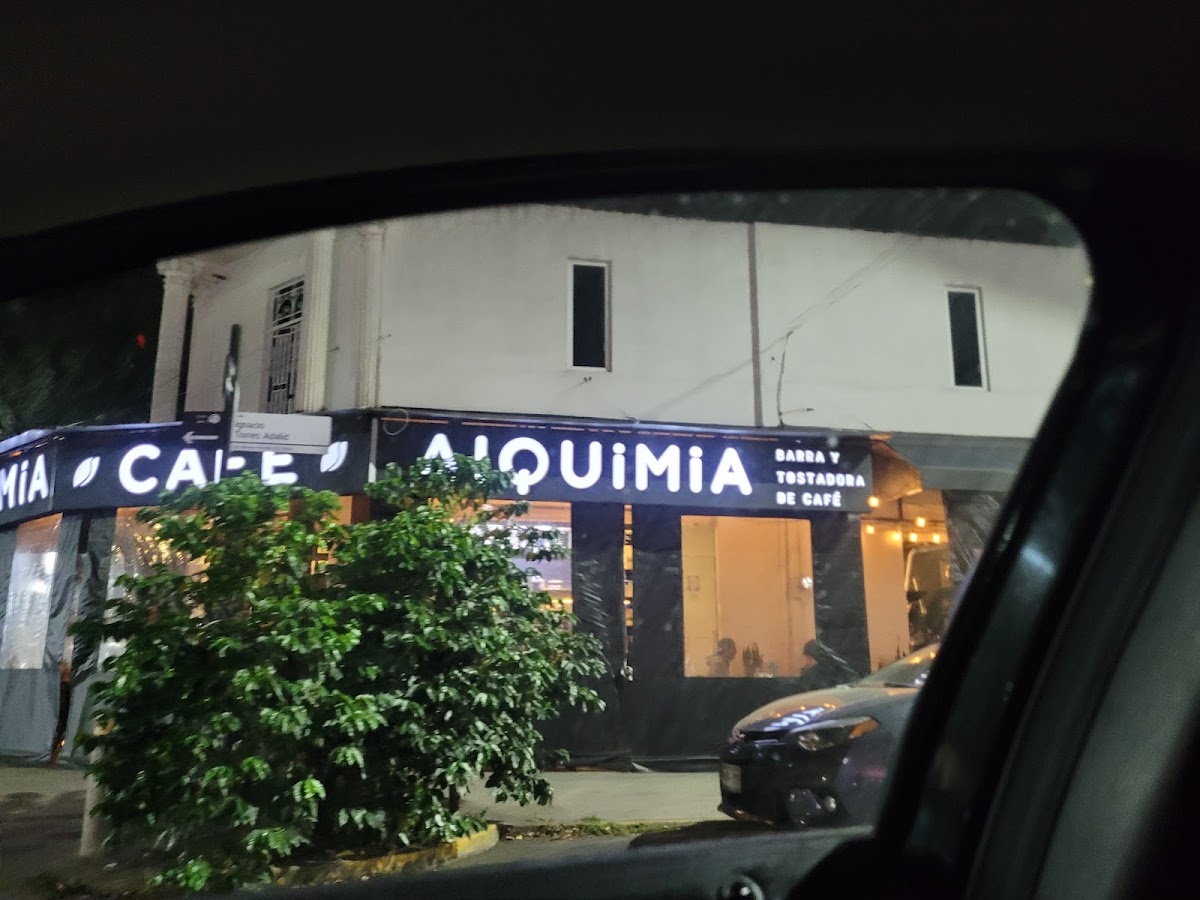 Ignacio
Torres Adalid
MiA
CAFE
ALQUiMiA
BARRA Y
TOSTADORA
DE CAFÉ